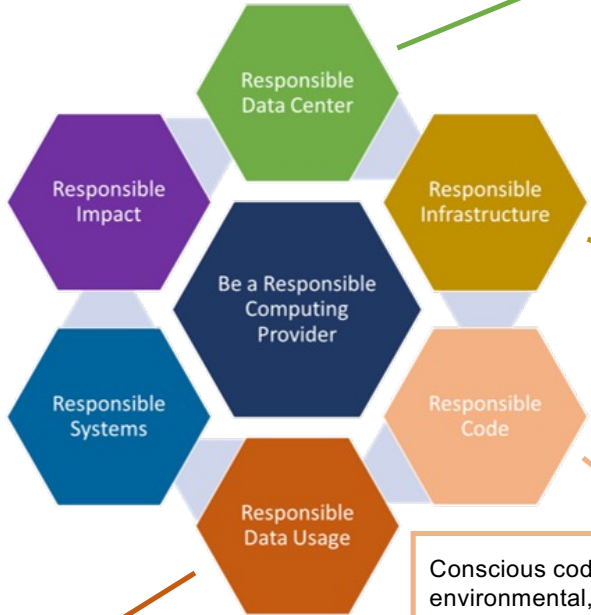 Responsible
Data Center
Responsible
Impact
Responsible
Infrastructure
Be a Responsible
Computing
Provider
Responsible
Systems
Responsible
Code
Responsible
Data Usage
Conscious
environmental,